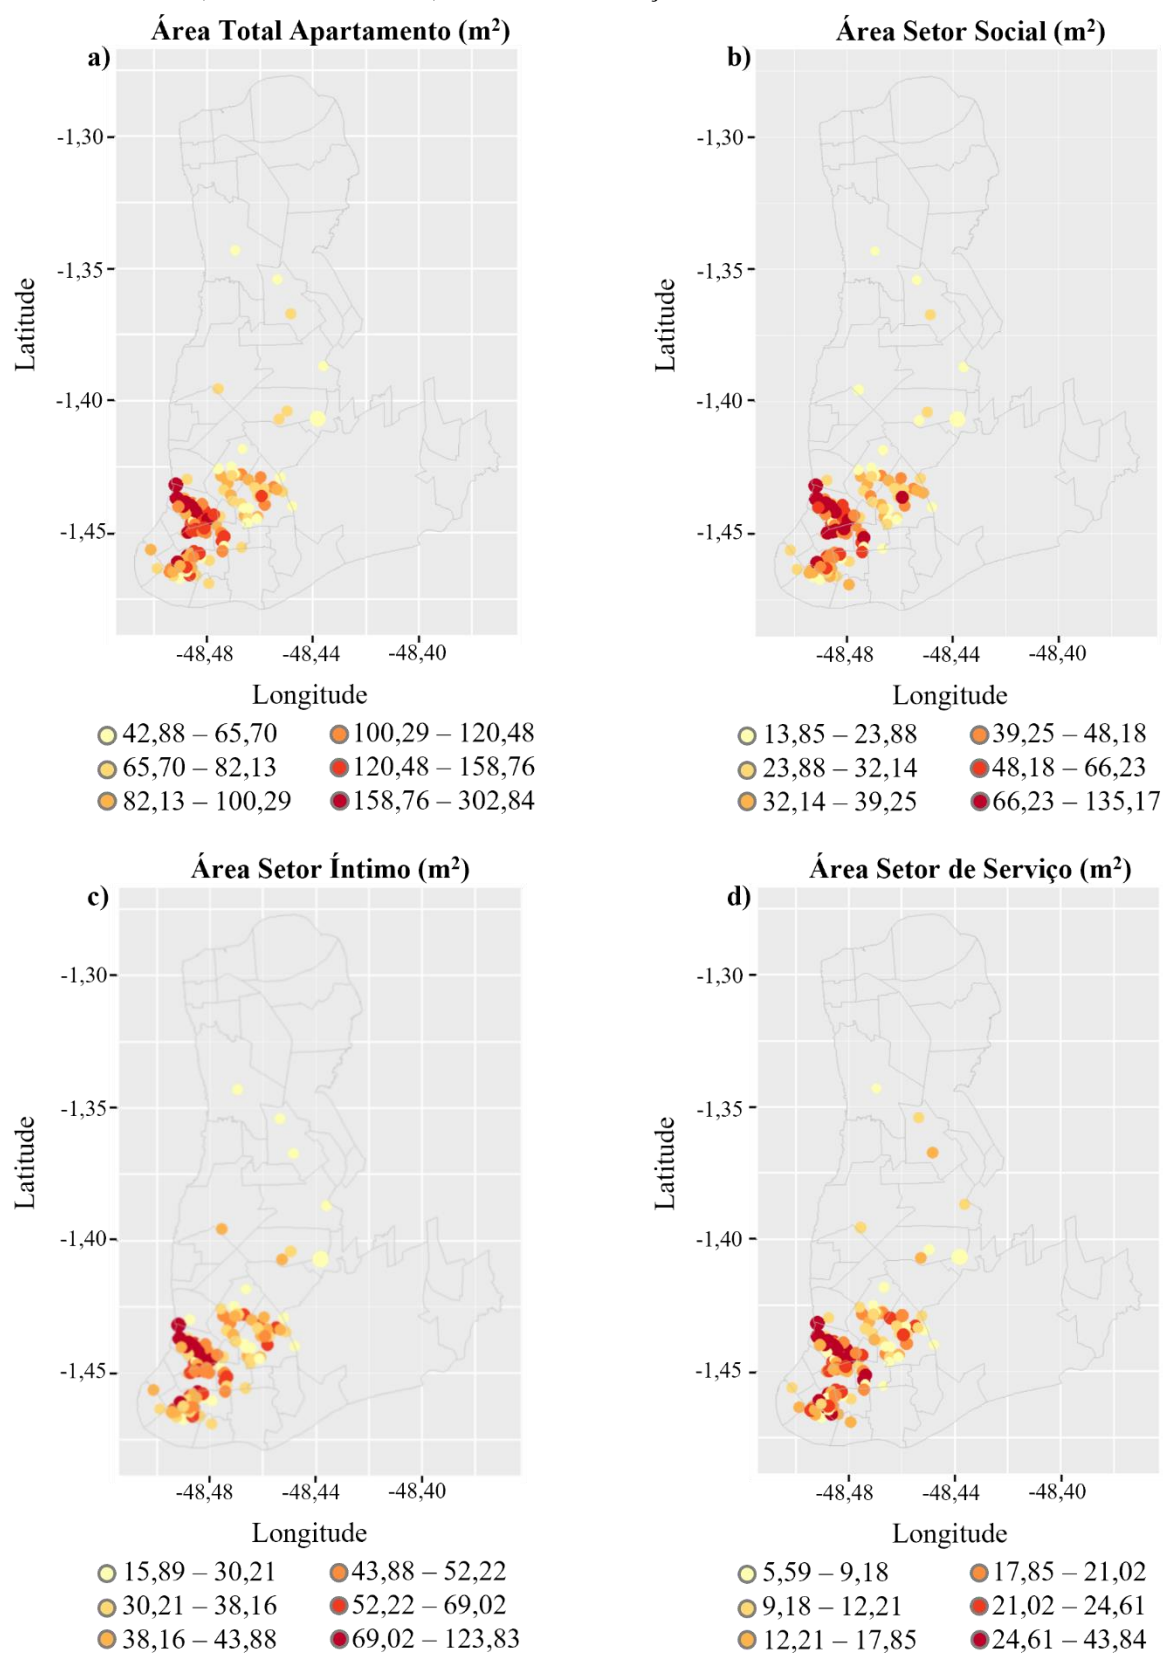 Área Total Apartamento (m²)
a)
-1,30
-1,35
-1,40
-1,45
Latitude
-48,48 -48,44 -48,40
Longitude
42,88 – 65,70 100,29 – 120,48
65,70 – 82,13 120,48 – 158,76
82,13 – 100,29 158,76 – 302,84
Área Setor Social (m²)
b)
-1,30
-1,35
-1,40
-1,45
Latitude
-48,48 -48,44 -48,40
Longitude
13,85 – 23,88 39,25 – 48,18
23,88 – 32,14 48,18 – 66,23
32,14 – 39,25 66,23 – 135,17
Área Setor Íntimo (m²)
c)
-1,30
-1,35
-1,40
-1,45
Latitude
-48,48 -48,44 -48,40
Longitude
15,89 – 30,21 43,88 – 52,22
30,21 – 38,16 52,22 – 69,02
38,16 – 43,88 69,02 – 123,83
Área Setor de Serviço (m²)
d)
-1,30
-1,35
-1,40
-1,45
Latitude
-48,48 -48,44 -48,40
Longitude
5,59 – 9,18 17,85 – 21,02
9,18 – 12,21 21,02 – 24,61
12,21 – 17,85 24,61 – 43,84